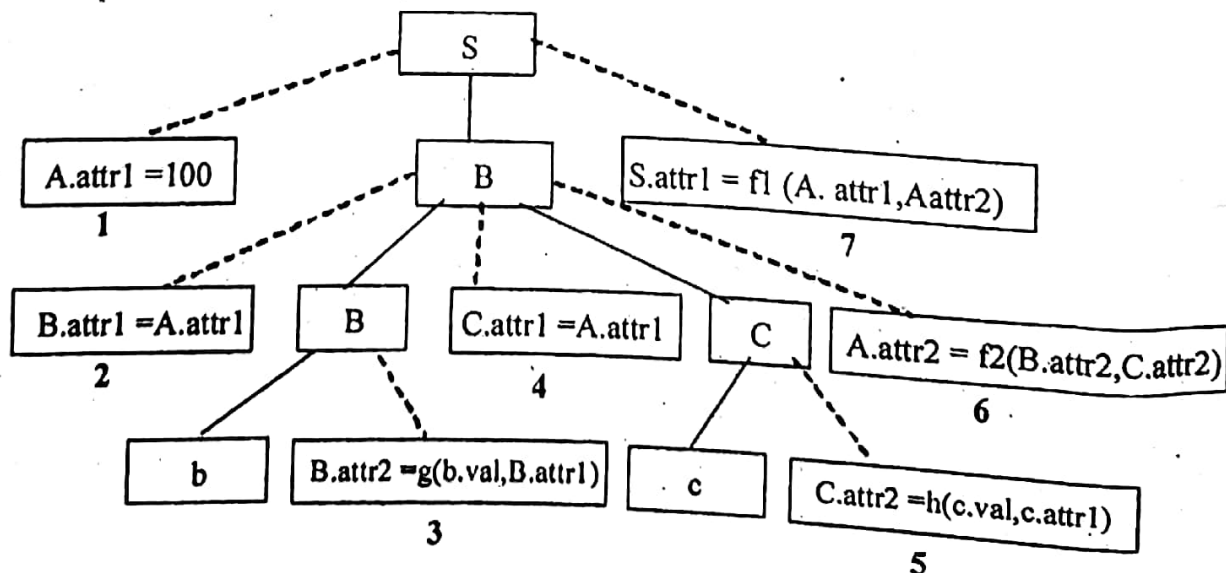 S
A.attr1 =100
1
B
S.attr1 = f1 (A. attr1,Aattr2)
7
B.attr1 =A.attr1
2
B
C.attr1 =A.attr1
4
C
A.attr2 = f2(B.attr2,C.attr2)
6
b
B.attr2 =g(b.val,B.attr1)
3
c
C.attr2 =h(c.val,c.attr1)
5